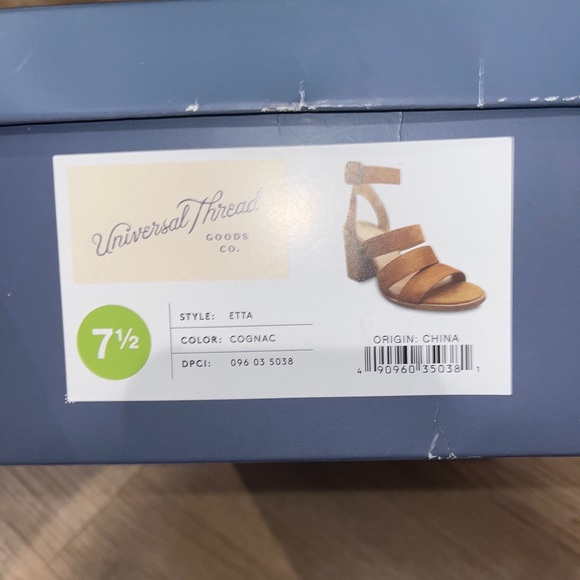 Universal Thread
GOODS
CO.
7½
STYLE: ETTA
COLOR: COGNAC
DPCI: 096 03 5038
ORIGIN: CHINA
4 90960 35038 1